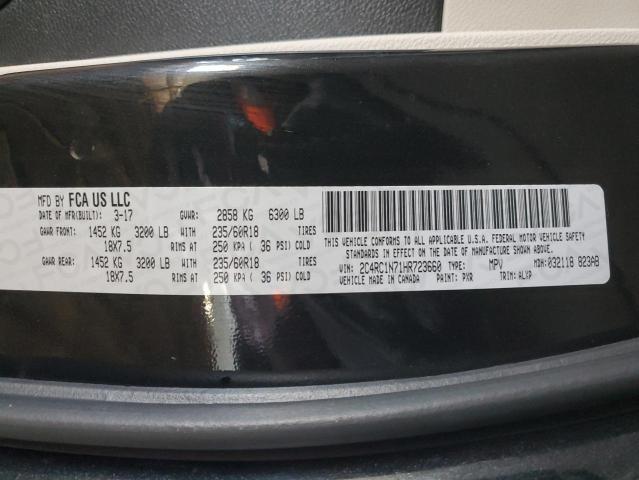 MFD BY FCA US LLC
DATE OF MFR(BUILT): 3-17 GVWR: 2858 KG 6300 LB
GAWR FRONT: 1452 KG 3200 LB WITH 235/60R18 TIRES
18X7.5 RIMS AT 250 KPA ( 36 PSI) COLD
GAWR REAR: 1452 KG 3200 LB WITH 235/60R18 TIRES
18X7.5 RIMS AT 250 KPA ( 36 PSI) COLD
THIS VEHICLE CONFORMS TO ALL APPLICABLE U.S.A. FEDERAL MOTOR VEHICLE SAFETY
STANDARDS IN EFFECT ON THE DATE OF MANUFACTURE SHOWN ABOVE.
VIN: 2C4RC1N71HR723660 TYPE: MPV MDH:032118 823AB
VEHICLE MADE IN CANADA PAINT: PXR TRIM: ALXP